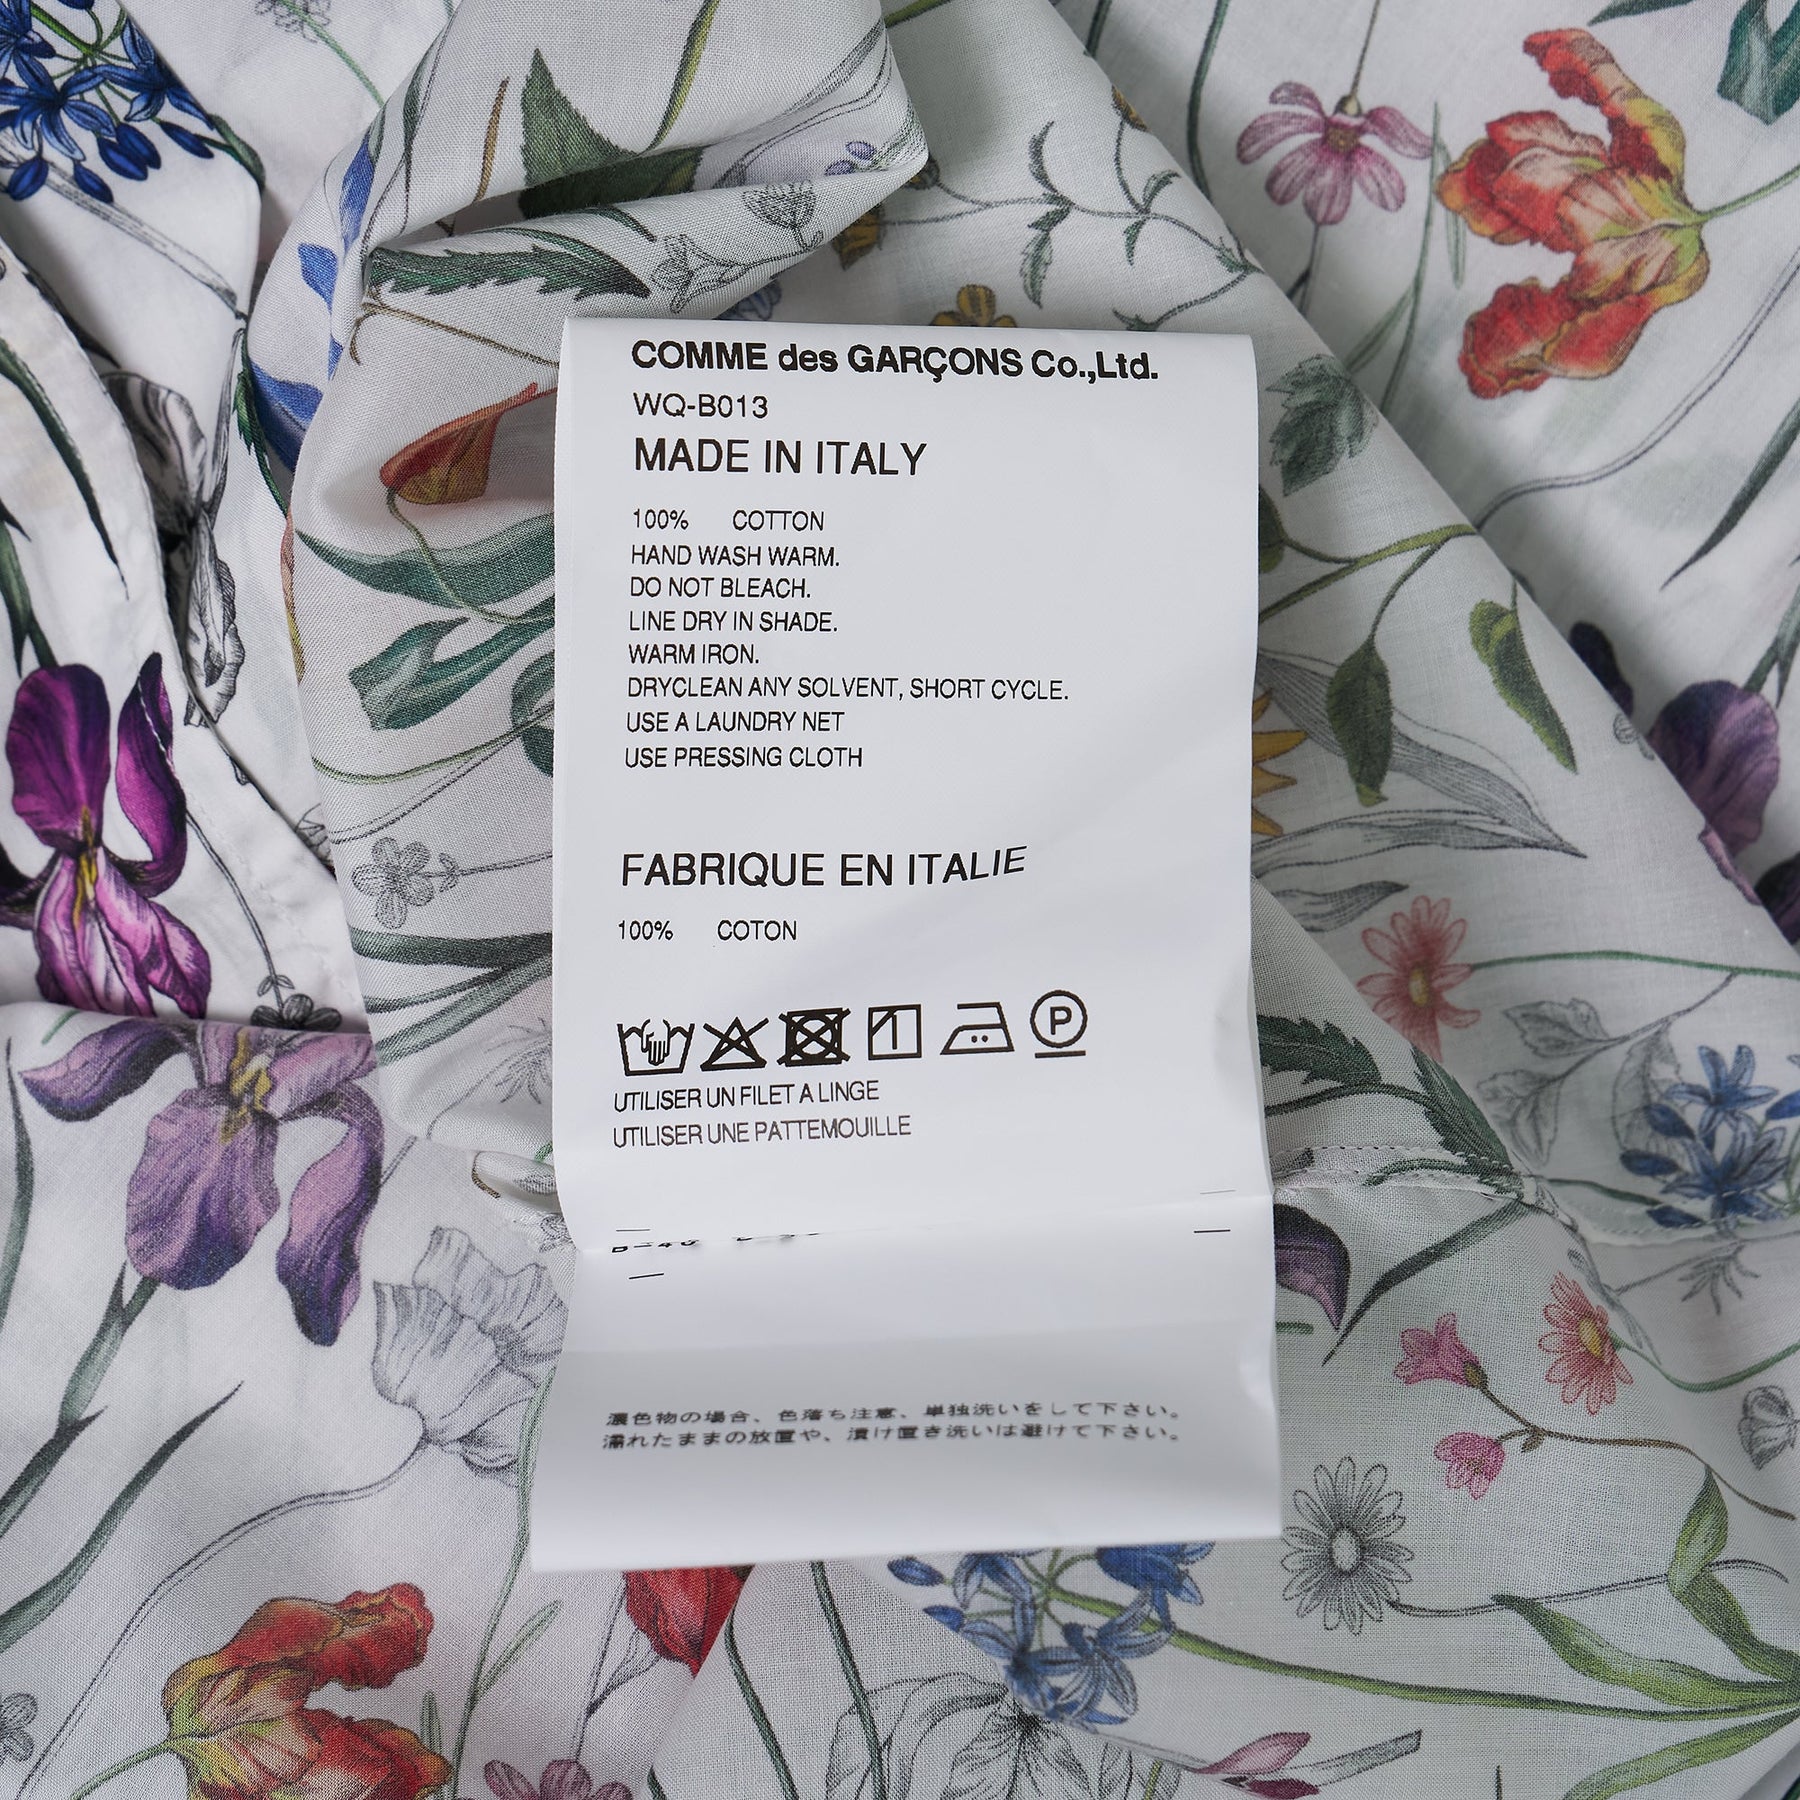 COMME des GARÇONS Co.,Ltd.
WQ-B013
MADE IN ITALY
100% COTTON
HAND WASH WARM.
DO NOT BLEACH.
LINE DRY IN SHADE.
WARM IRON.
DRYCLEAN ANY SOLVENT, SHORT CYCLE.
USE A LAUNDRY NET
USE PRESSING CLOTH
FABRIQUE EN ITALIE
100% COTON
P
UTILISER UN FILET A LINGE
UTILISER UNE PATTEMOUILLE
濃色物の場合、色落ち注意、単独洗いをして下さい。
濡れたままの放置や、漬け置き洗いは避けて下さい。